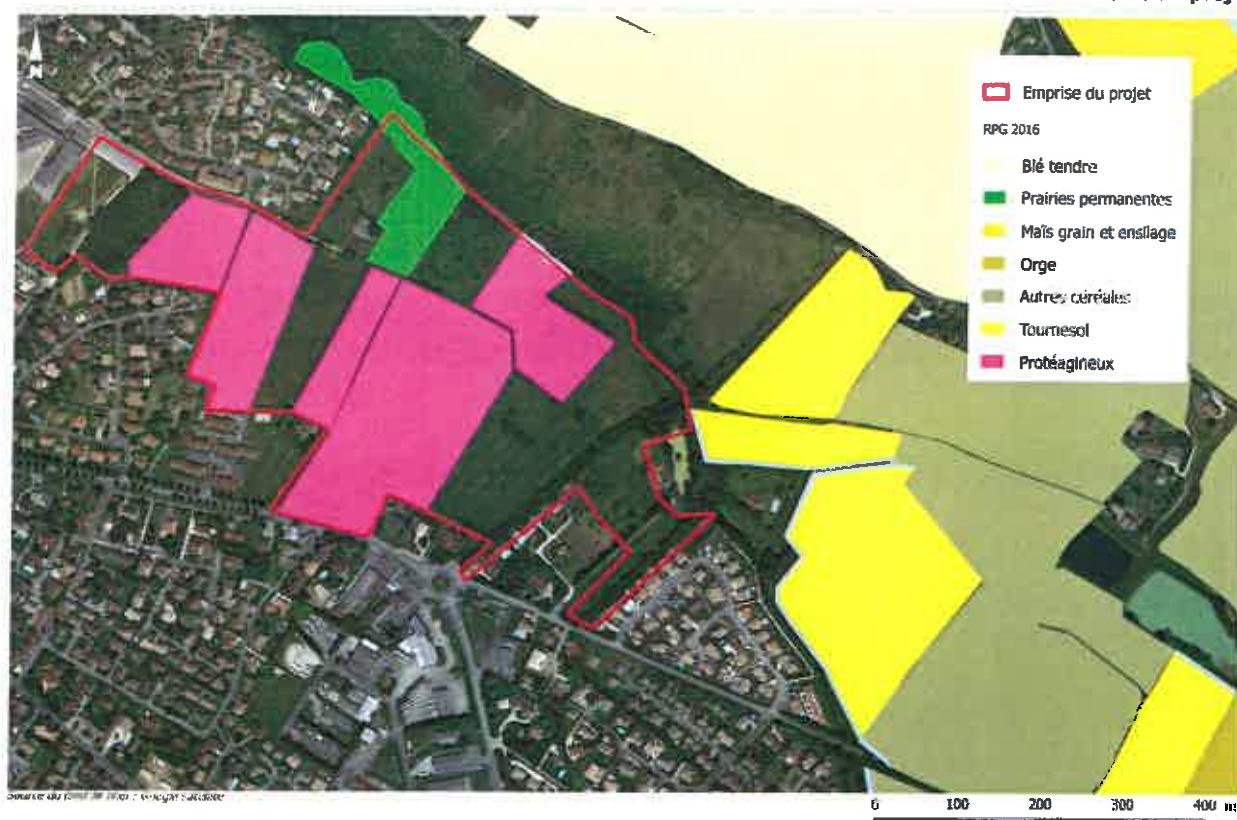 N
Emprise du projet
RPG 2016
Blé tendre
Prairies permanentes
Maïs grain et ensilage
Orge
Autres céréales
Tournesol
Protéagineux
0 100 200 300 400 m